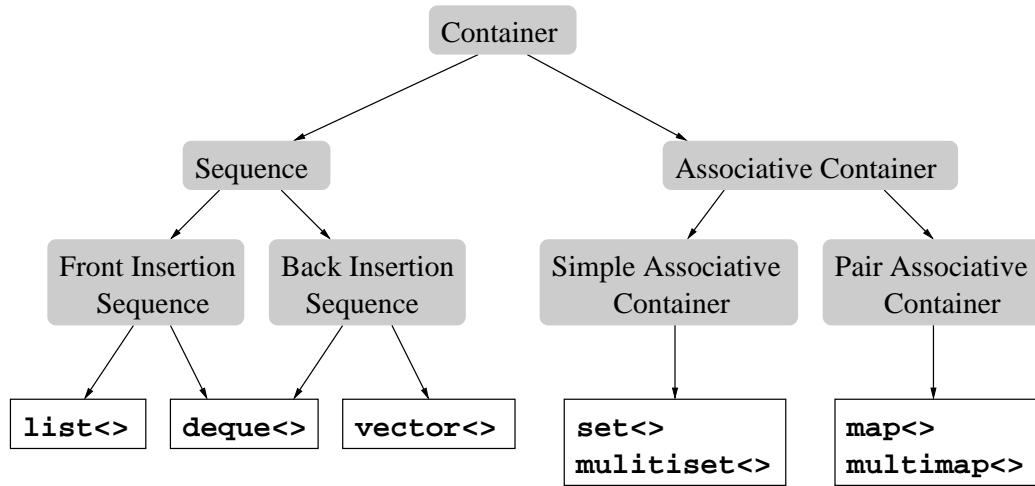 Container
Sequence
Associative Container
Front Insertion
Sequence
Back Insertion
Sequence
Simple Associative
Container
Pair Associative
Container
list<>
deque<>
vector<>
set<>
mulitiset<>
map<>
multimap<>